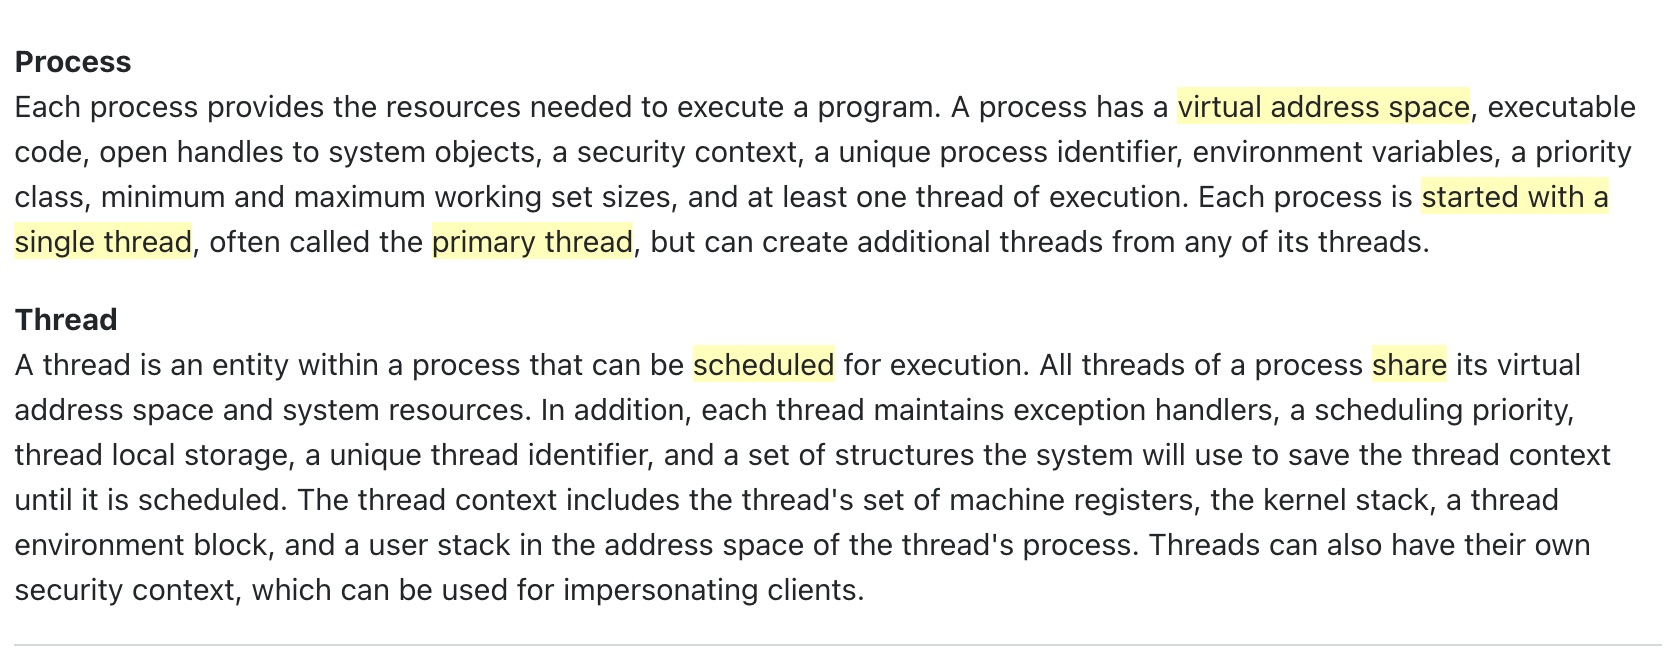 Process
Each process provides the resources needed to execute a program. A process has a virtual address space, executable
code, open handles to system objects, a security context, a unique process identifier, environment variables, a priority
class, minimum and maximum working set sizes, and at least one thread of execution. Each process is started with a
single thread, often called the primary thread, but can create additional threads from any of its threads.
Thread
A thread is an entity within a process that can be scheduled for execution. All threads of a process share its virtual
address space and system resources. In addition, each thread maintains exception handlers, a scheduling priority,
thread local storage, a unique thread identifier, and a set of structures the system will use to save the thread context
until it is scheduled. The thread context includes the thread's set of machine registers, the kernel stack, a thread
environment block, and a user stack in the address space of the thread's process. Threads can also have their own
security context, which can be used for impersonating clients.